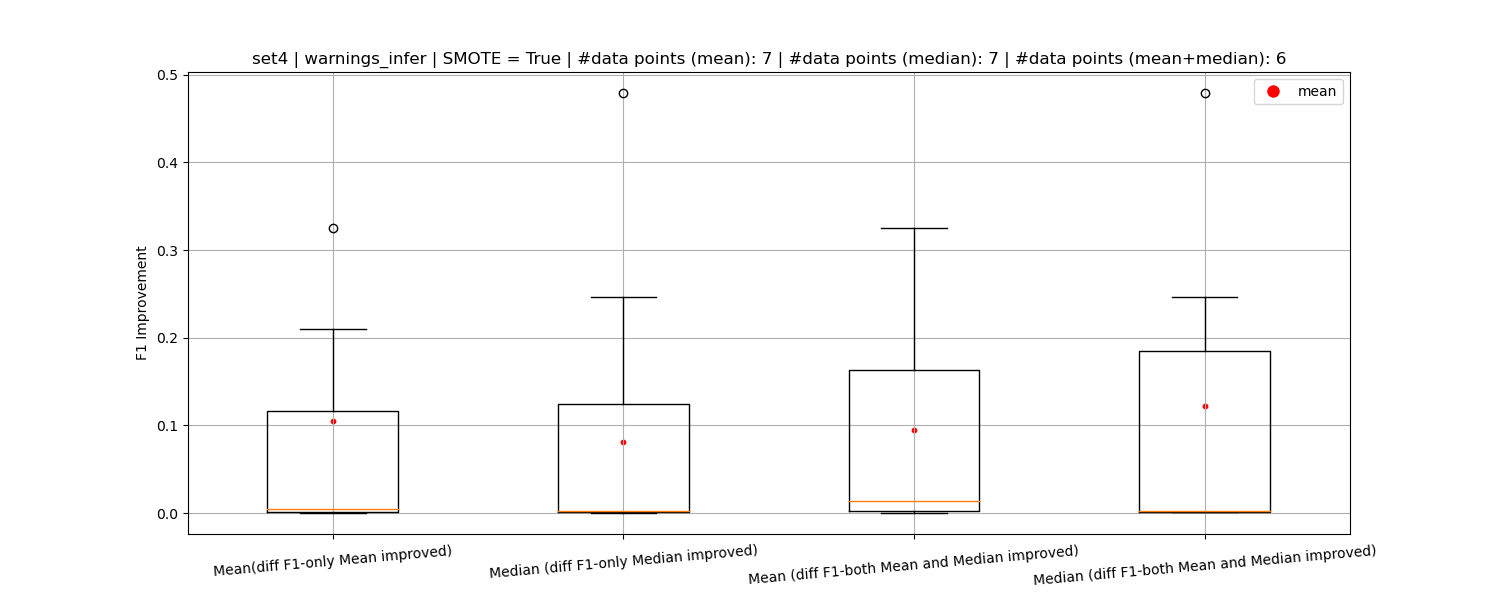 set4 | warnings_infer | SMOTE = True | #data points (mean): 7 | #data points (median): 7 | #data points (mean+median): 6
mean
F1 Improvement
0.5
0.4
0.3
0.2
0.1
0.0
Mean(diff F1-only Mean improved)
Median (diff F1-only Median improved)
Mean (diff F1-both Mean and Median improved)
Median (diff F1-both Mean and Median improved)